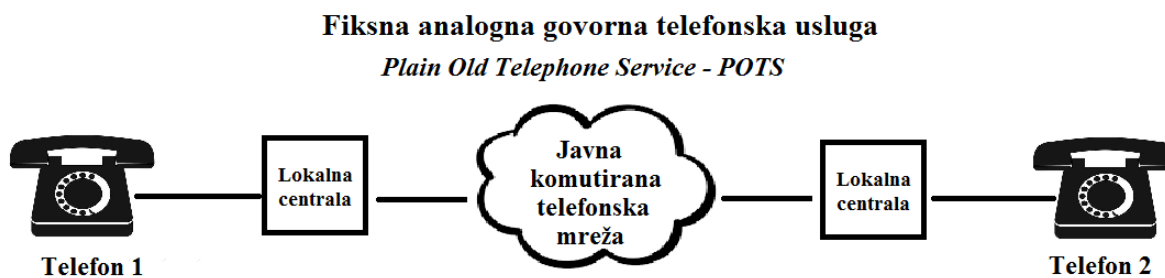 Fiksna analogna govorna telefonska usluga
Plain Old Telephone Service - POTS
Lokalna
centrala
Javna
komutirana
telefonska
mreža
Lokalna
centrala
Telefon 1
Telefon 2